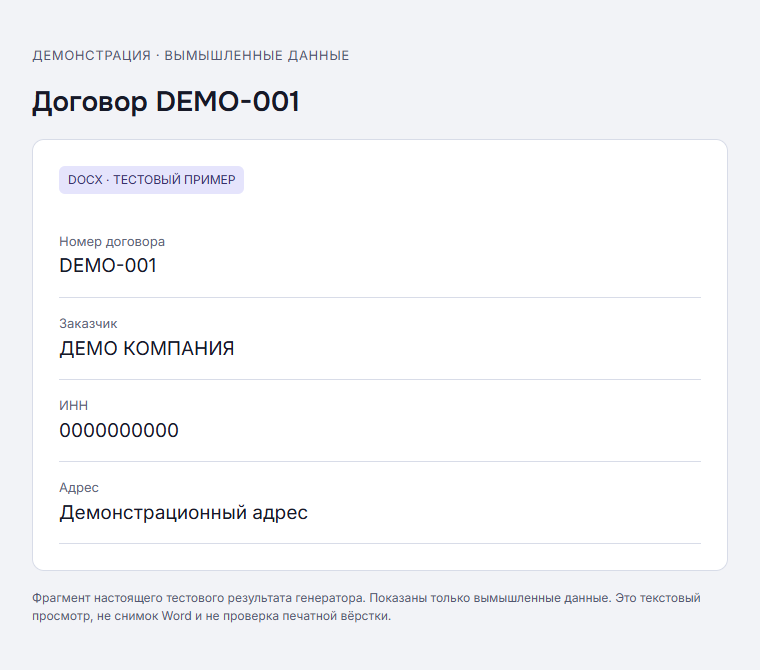 ДЕМОНСТРАЦИЯ · ВЫМЫШЛЕННЫЕ ДАННЫЕ
Договор DEMO-001
DOCX · ТЕСТОВЫЙ ПРИМЕР
Номер договора
DEMO-001
Заказчик
ДЕМО КОМПАНИЯ
ИНН
0000000000
Адрес
Демонстрационный адрес
Фрагмент настоящего тестового результата генератора. Показаны только вымышленные данные. Это текстовый
просмотр, не снимок Word и не проверка печатной вёрстки.